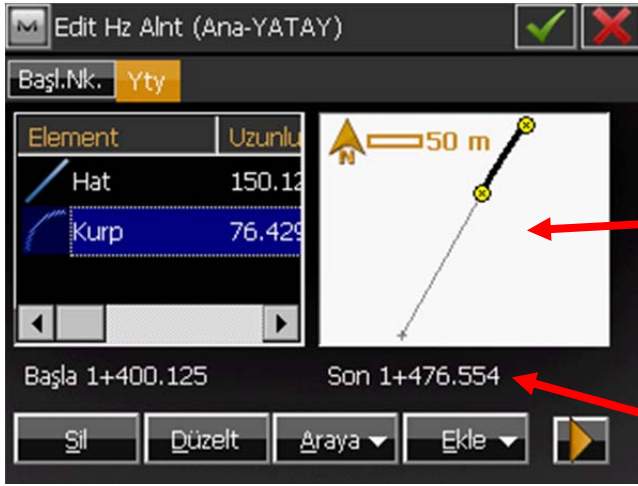 Edit Hz Alnt (Ana-YATAY)
Başl.Nk. Yty
Element Uzunlu
Hat 150.12
Kurp 76.429
N 50 m
Başla 1+400.125 Son 1+476.554
Sil Düzelt Araya Ekle